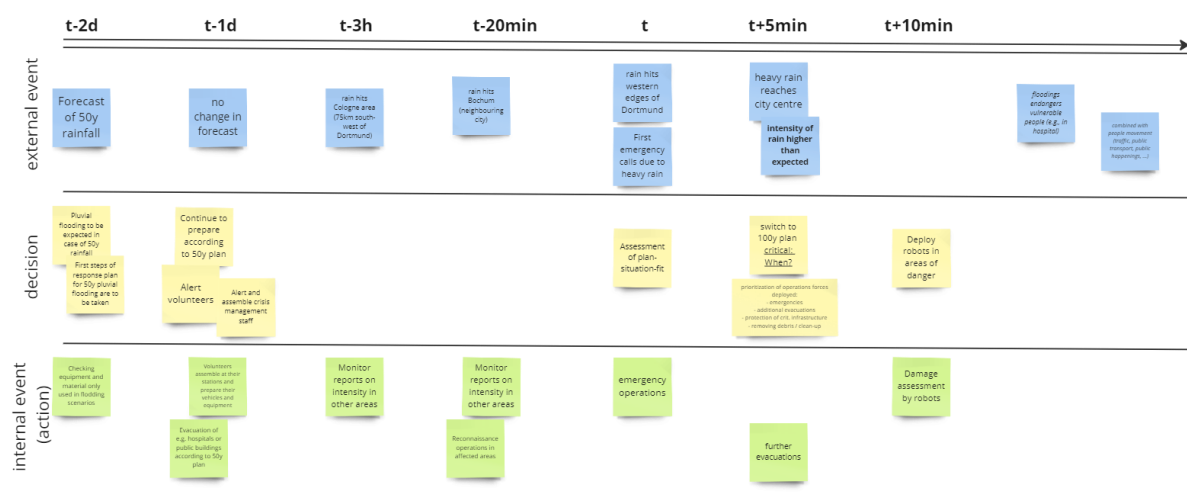 t-2d
t-1d
t-3h
t-20min
t
t+5min
t+10min
external event
Forecast
of 50y
rainfall
no
change in
forecast
rain hits
Cologne area
(75km south-
west of
Dortmund)
rain hits
Bochum
(neighbouring
city)
rain hits
western
edges of
Dortmund
First
emergency
calls due to
heavy rain
heavy rain
reaches
city centre
intensity of
rain higher
than
expected
floodings
endangers
vulnerable
people (e.g., in
hospital)
combined with
people movement
(traffic, public
transport, public
happenings, ...)
decision
Pluvial
flooding to be
expected in
case of 50y
rainfall
First steps of
response plan
for 50y pluvial
flooding are to
be taken
Continue to
prepare
according
to 50y plan
Alert
volunteers
Alert and
assemble crisis
management
staff
Assessment
of plan-
situation-fit
switch to
100y plan
critical:
When?
prioritization of operations forces
deployed:
- emergencies
- additional evacuations
- protection of crit. infrastructure
- removing debris / clean-up
Deploy
robots in
areas of
danger
internal event
(action)
Checking
equipment and
material only
used in flodding
scenarios
Volunteers
assemble at their
stations and
prepare their
vehicles and
equipment
Evacuation of
e.g. hospitals or
public buildings
according to 50y
plan
Monitor
reports on
intensity in
other areas
Monitor
reports on
intensity in
other areas
Reconnaissance
operations in
affected areas
emergency
operations
further
evacuations
Damage
assessment
by robots